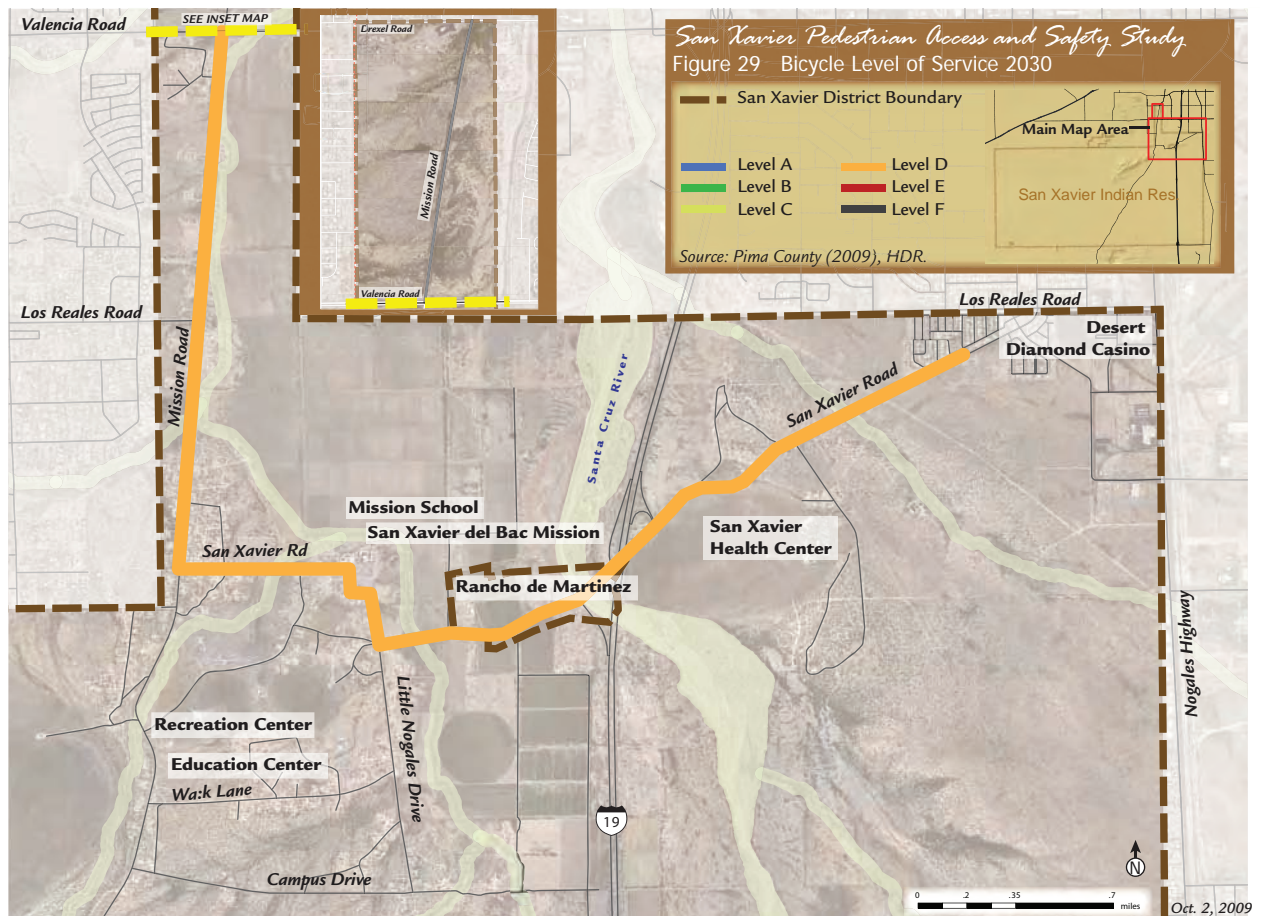 Valencia Road
SEE INSET MAP
Drexel Road
Mission Road
Valencia Road
San Xavier Pedestrian Access and Safety Study
Figure 29 Bicycle Level of Service 2030
San Xavier District Boundary
Level A
Level B
Level C
Level D
Level E
Level F
Main Map Area
San Xavier Indian Res
Source: Pima County (2009), HDR.
Los Reales Road
Los Reales Road
Desert
Diamond Casino
Mission Road
Santa Cruz River
San Xavier Road
Mission School
San Xavier del Bac Mission
San Xavier
Health Center
San Xavier Rd
Rancho de Martinez
Nogales Highway
Little Nogales Drive
Recreation Center
Education Center
Wa:k Lane
19
Campus Drive
N
0 .2 .35 .7
miles
Oct. 2, 2009